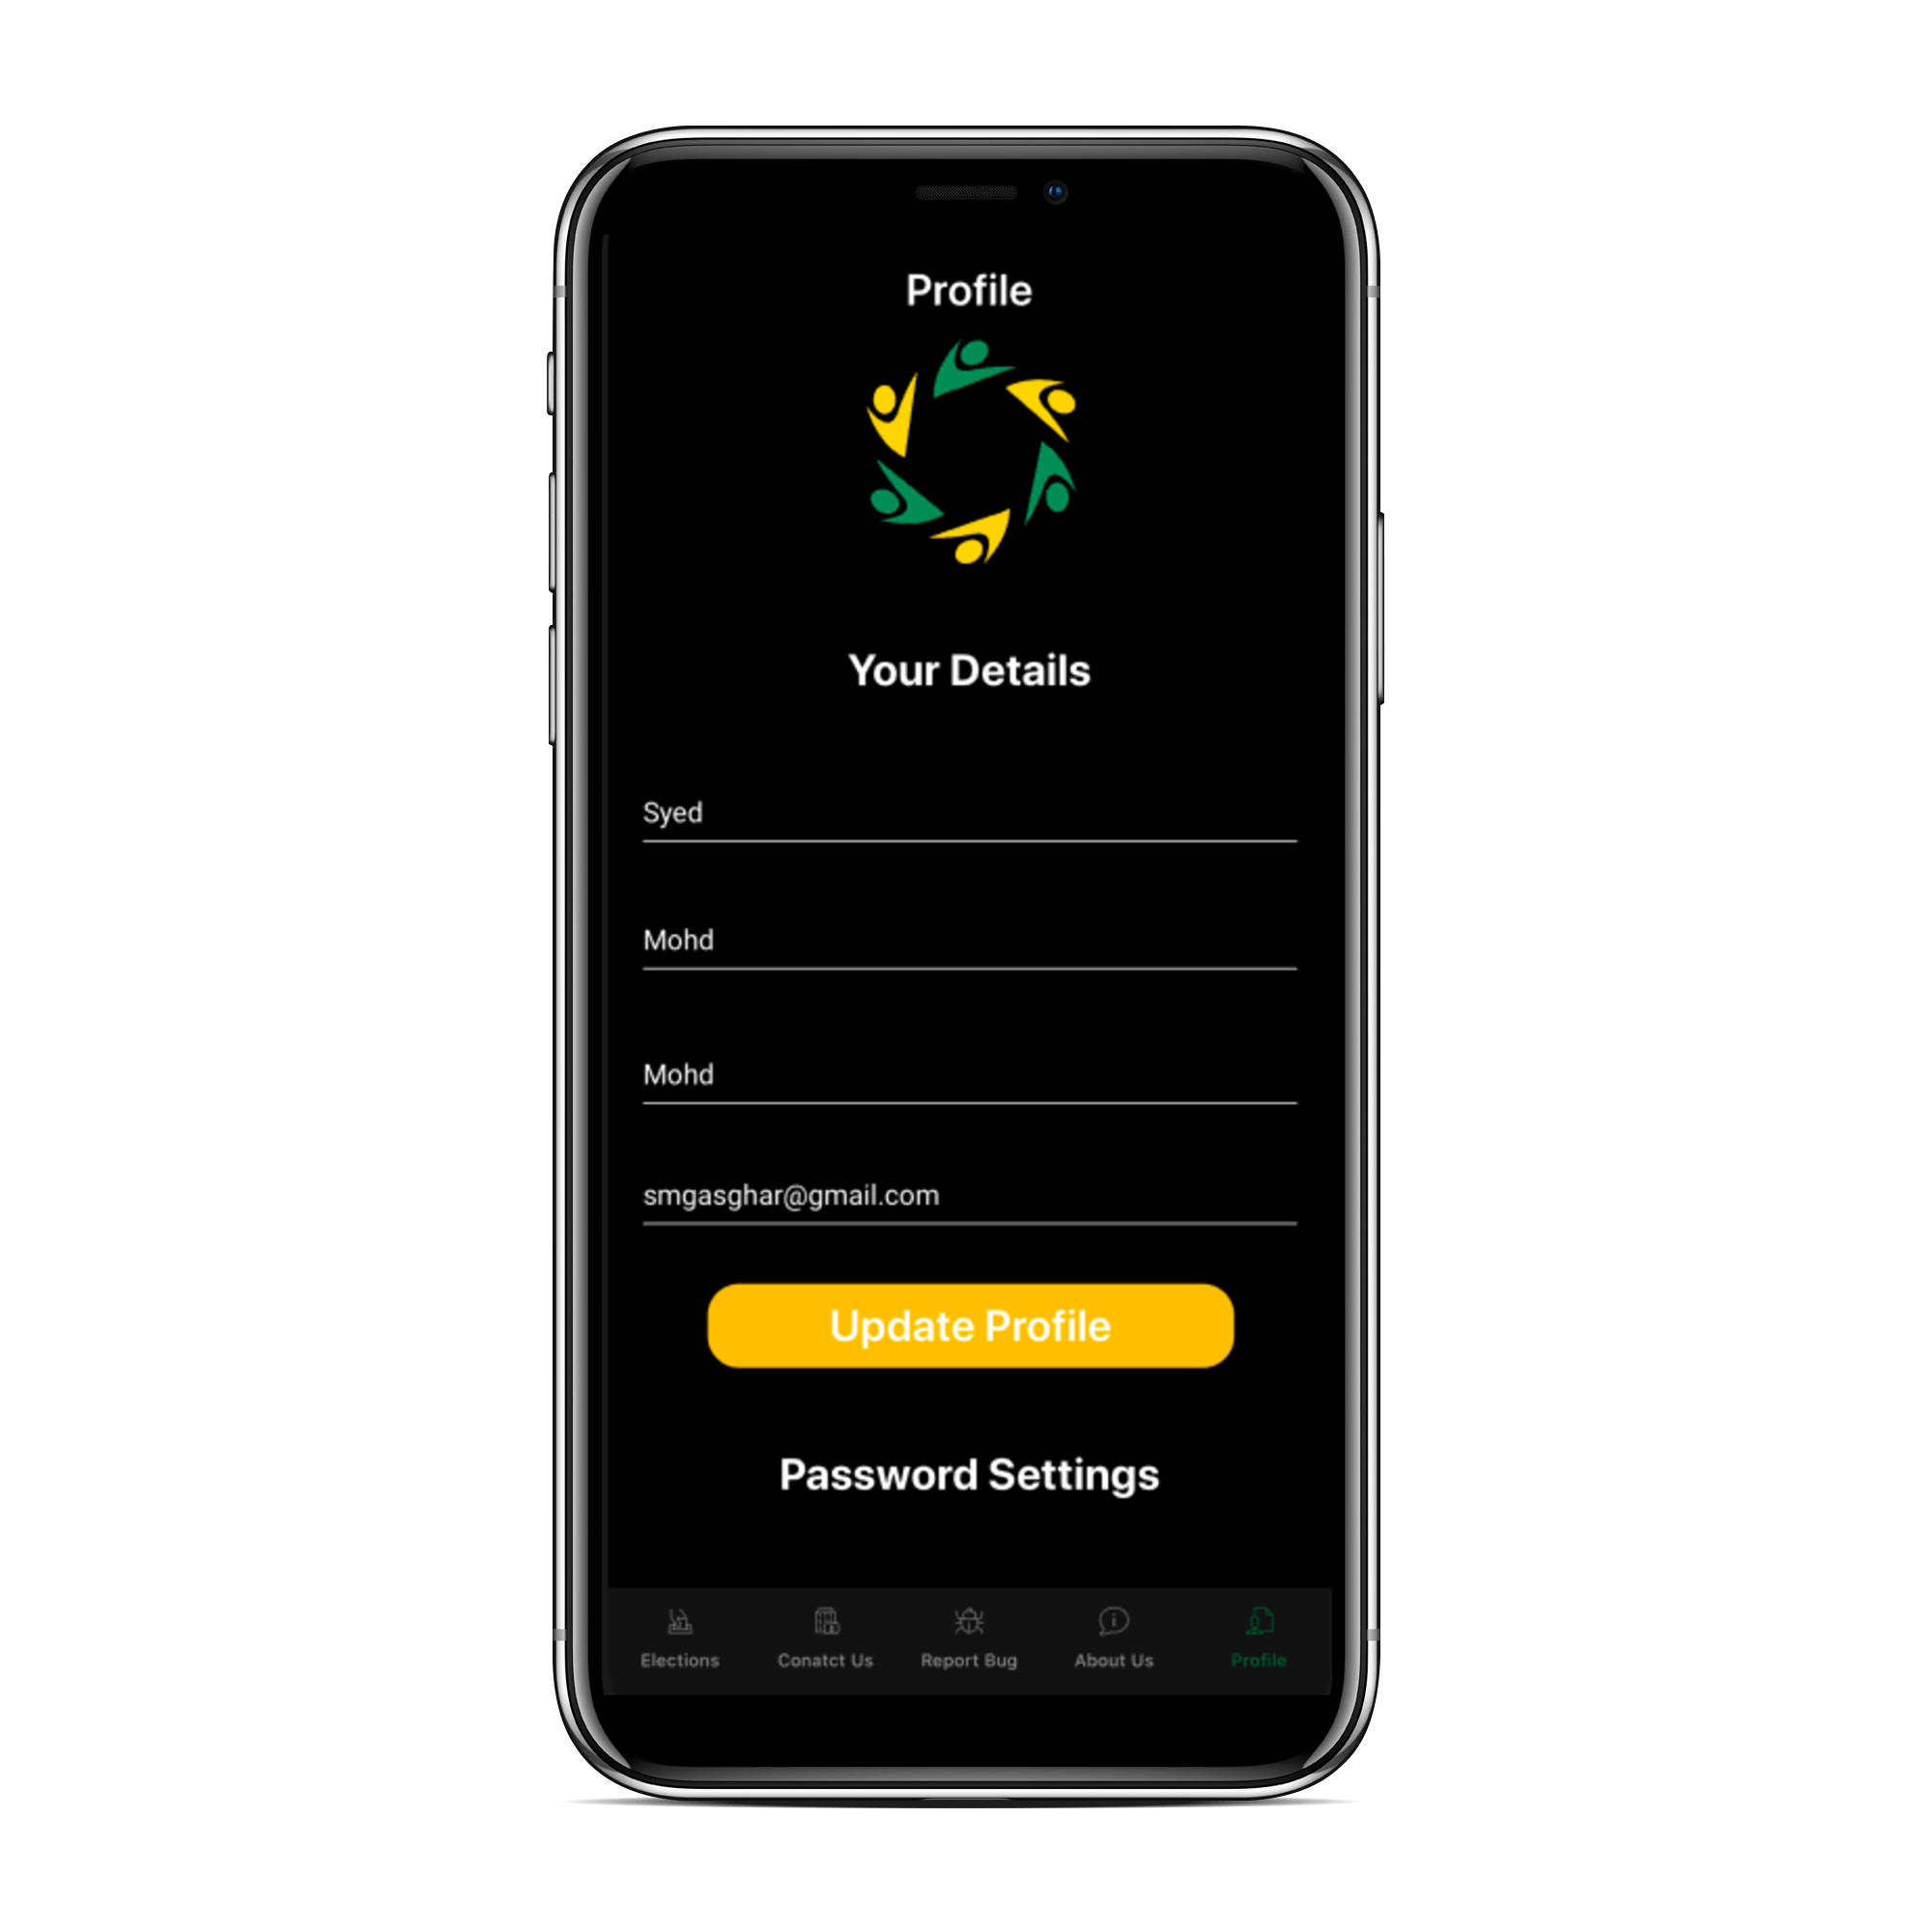 Profile
Your Details
Syed
Mohd
Mohd
smgasghar@gmail.com
Update Profile
Password Settings
Elections Conatct Us Report Bug About Us Profile